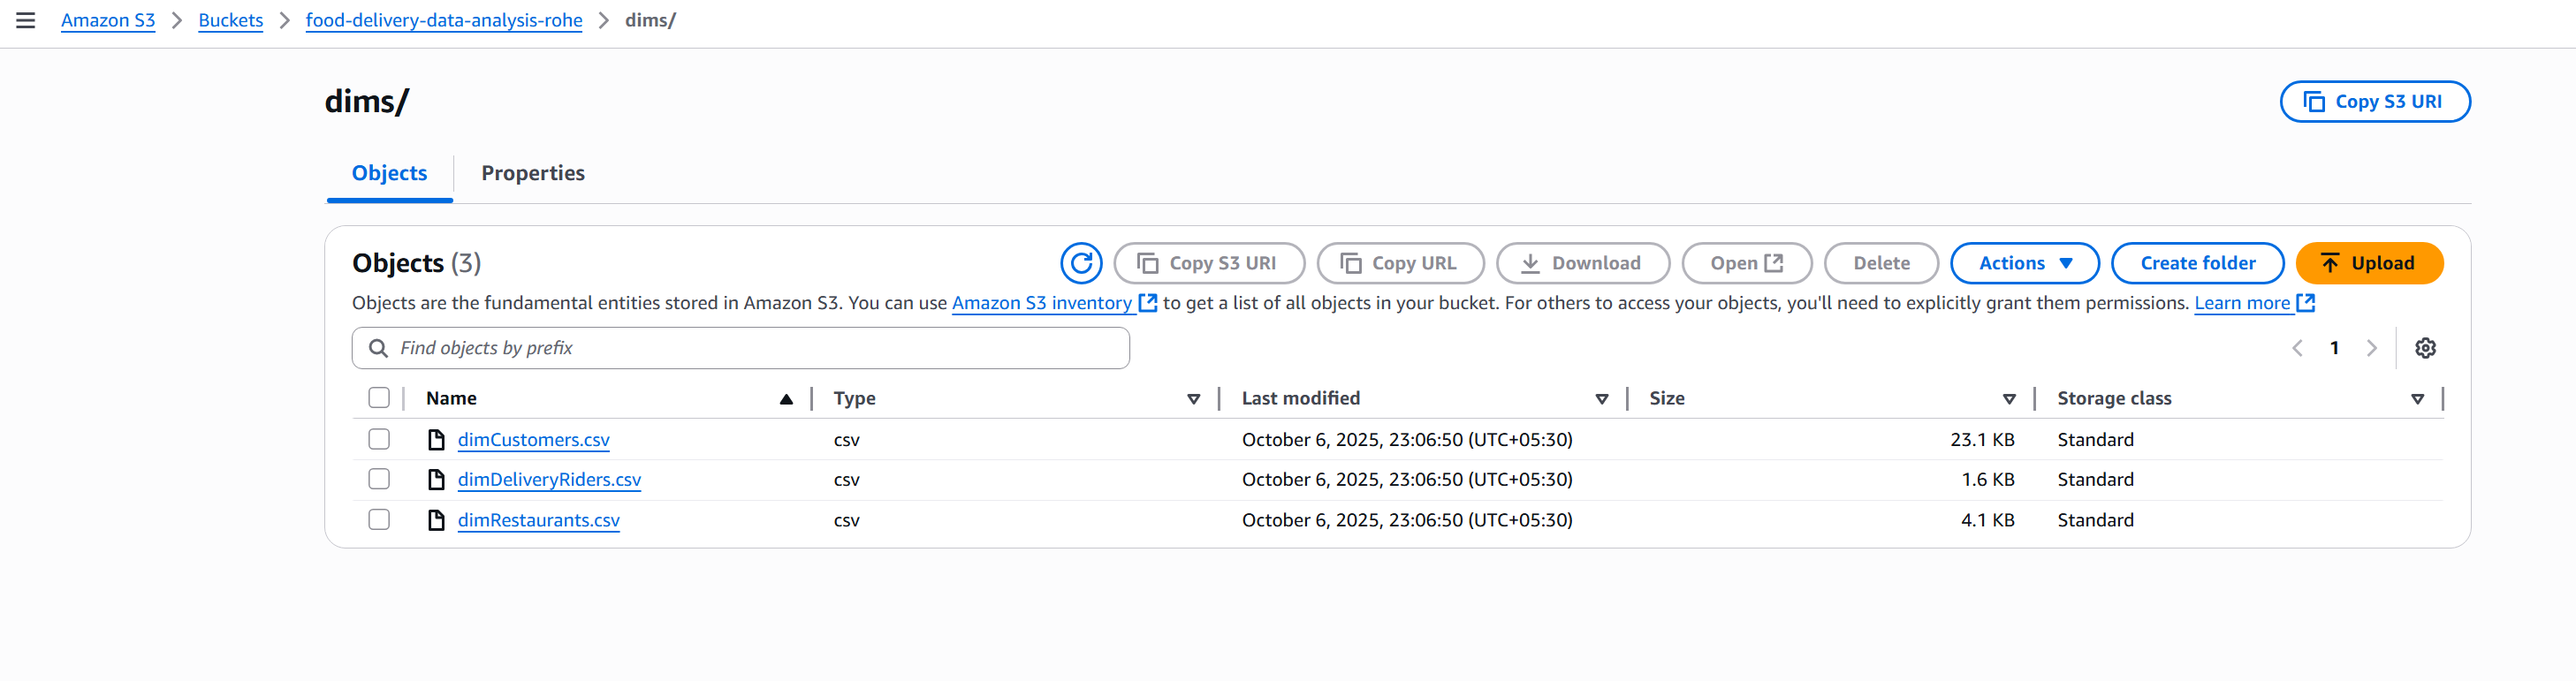 Amazon S3 > Buckets > food-delivery-data-analysis-rohe > dims/
dims/
Copy S3 URI
Objects Properties
Objects (3) Copy S3 URI Copy URL Download Open Delete Actions Create folder Upload
Objects are the fundamental entities stored in Amazon S3. You can use Amazon S3 inventory to get a list of all objects in your bucket. For others to access your objects, you'll need to explicitly grant them permissions. Learn more
Find objects by prefix 1
Name Type Last modified Size Storage class
dimCustomers.csv csv October 6, 2025, 23:06:50 (UTC+05:30) 23.1 KB Standard
dimDeliveryRiders.csv csv October 6, 2025, 23:06:50 (UTC+05:30) 1.6 KB Standard
dimRestaurants.csv csv October 6, 2025, 23:06:50 (UTC+05:30) 4.1 KB Standard